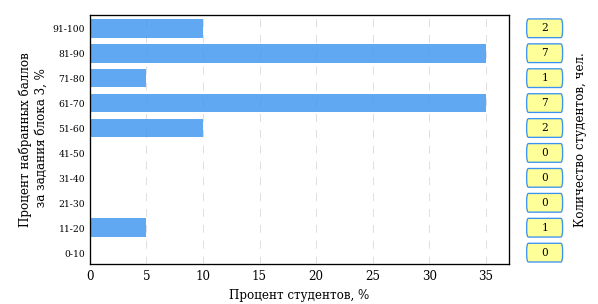 Процент набранных баллов
за задания блока 3, %
91-100 2
81-90 7
71-80 1
61-70 7
51-60 2
41-50 0
31-40 0
21-30 0
11-20 1
0-10 0
Количество студентов, чел.
0 5 10 15 20 25 30 35
Процент студентов, %